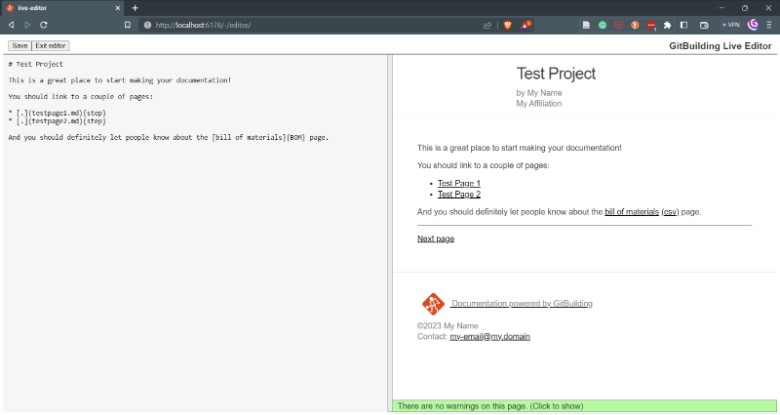 live-editor
http://localhost:6178/-/editor/
VPN
Save Exit editor
GitBuilding Live Editor
# Test Project
This is a great place to start making your documentation!
You should link to a couple of pages:
* [.](testpage1.md){step}
* [.](testpage2.md){step}
And you should definitely let people know about the [bill of materials]{BOM} page.
Test Project
by My Name
My Affiliation
This is a great place to start making your documentation!
You should link to a couple of pages:
• Test Page 1
• Test Page 2
And you should definitely let people know about the bill of materials (csv) page.
Next page
Documentation powered by GitBuilding
©2023 My Name
Contact: my-email@my.domain
There are no warnings on this page. (Click to show)